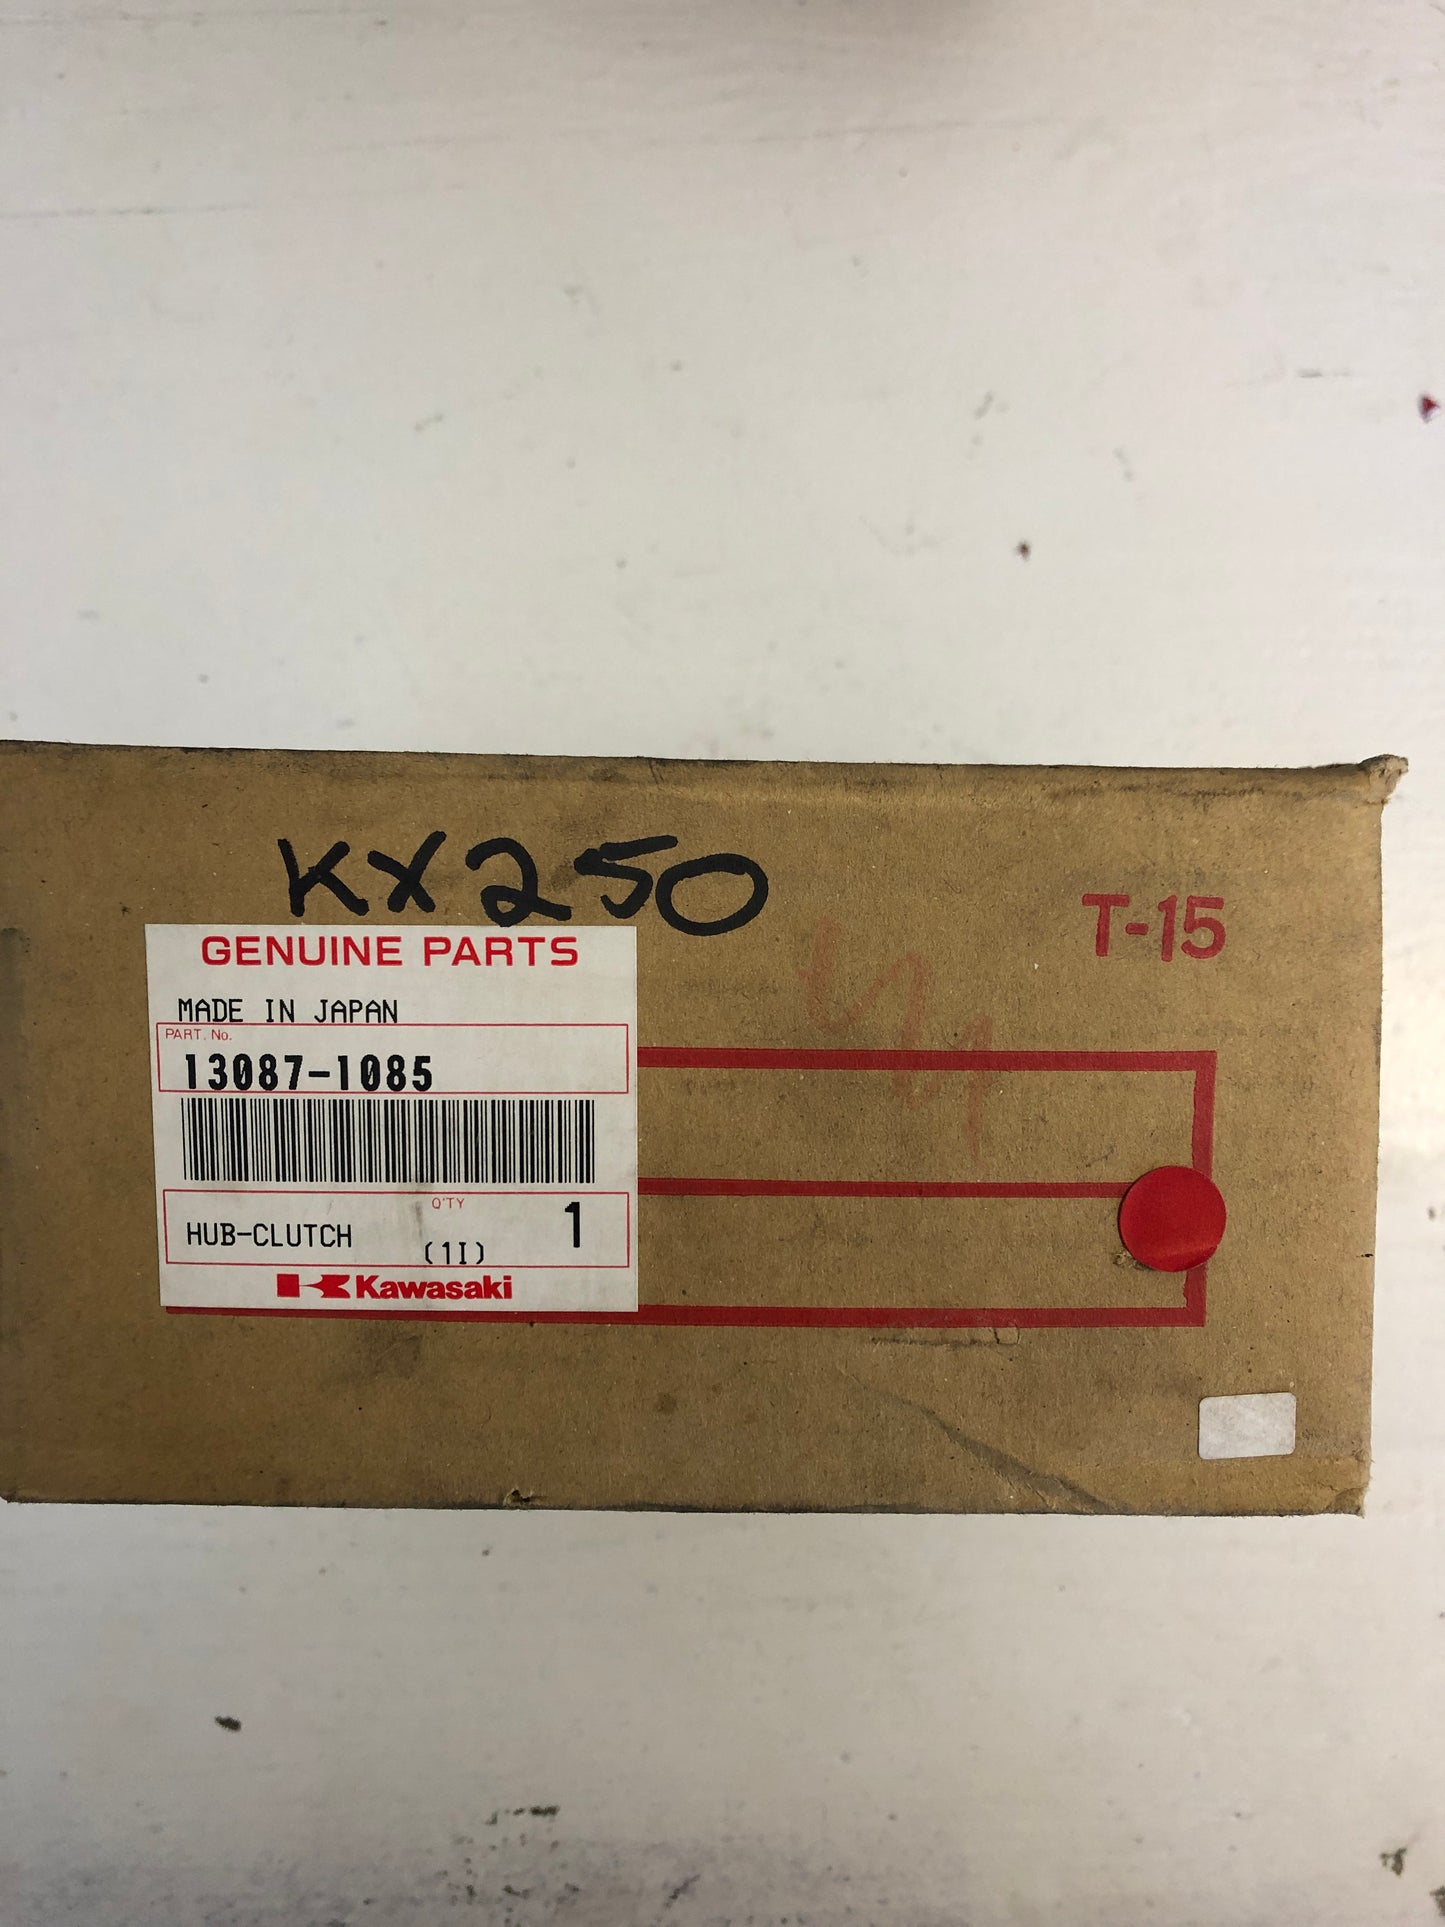 KX250
T-15
GENUINE PARTS
MADE IN JAPAN
PART. No.
13087-1085
Q'TY
HUB-CLUTCH (1I) 1
Kawasaki